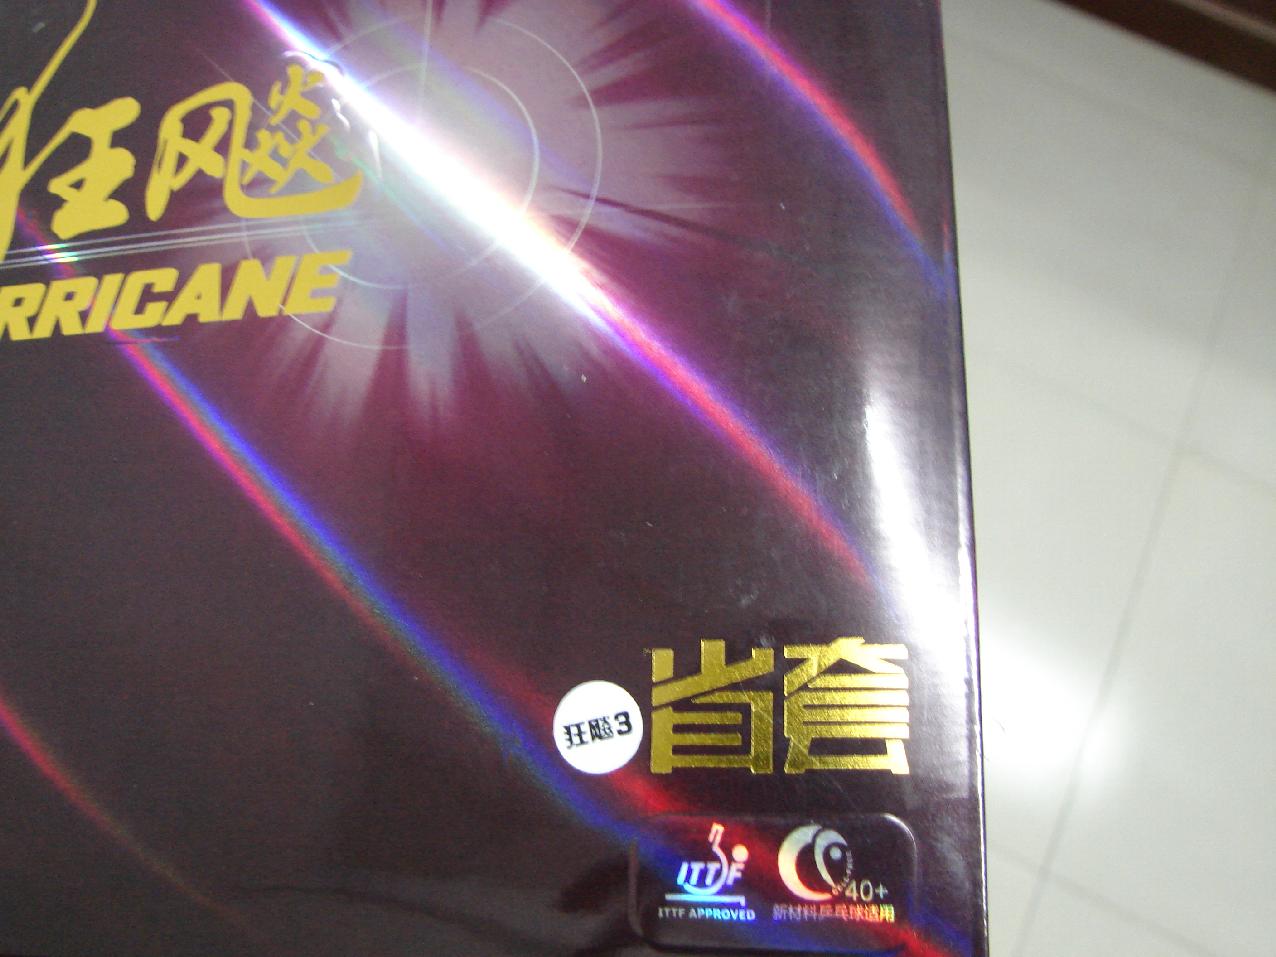 狂飚
RRICANE
狂飚3
省套
ITTF
40+
ITTF APPROVED
新材料乒乓球适用